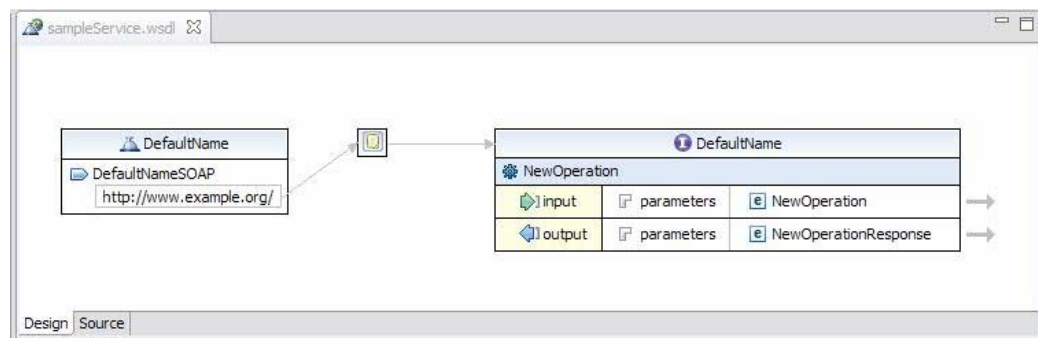 sampleService.wsdl
DefaultName
DefaultNameSOAP
http://www.example.org/
DefaultName
NewOperation
input parameters NewOperation
output parameters NewOperationResponse
Design Source